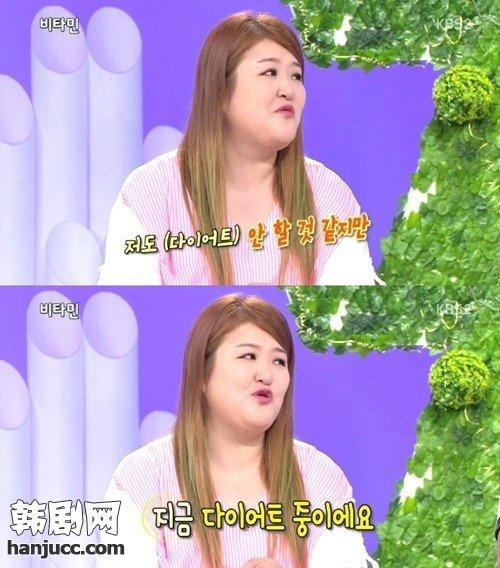 비타민
KBS2
저도 (다이어트) 안 할 것 같지만
비타민
KBS2
지금 다이어트 중이에요
韩剧网
hanjucc.com